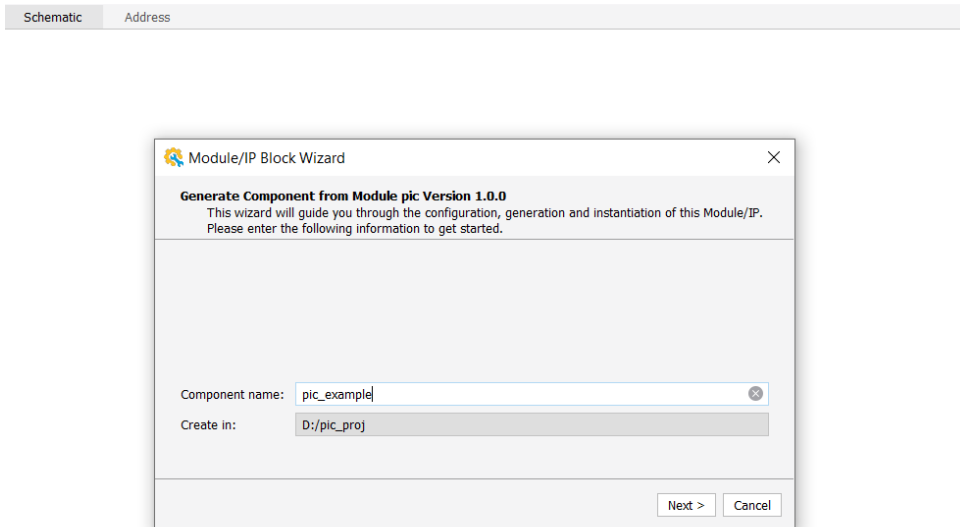 Schematic Address
Module/IP Block Wizard
Generate Component from Module pic Version 1.0.0
This wizard will guide you through the configuration, generation and instantiation of this Module/IP.
Please enter the following information to get started.
Component name: pic_example
Create in: D:/pic_proj
Next > Cancel